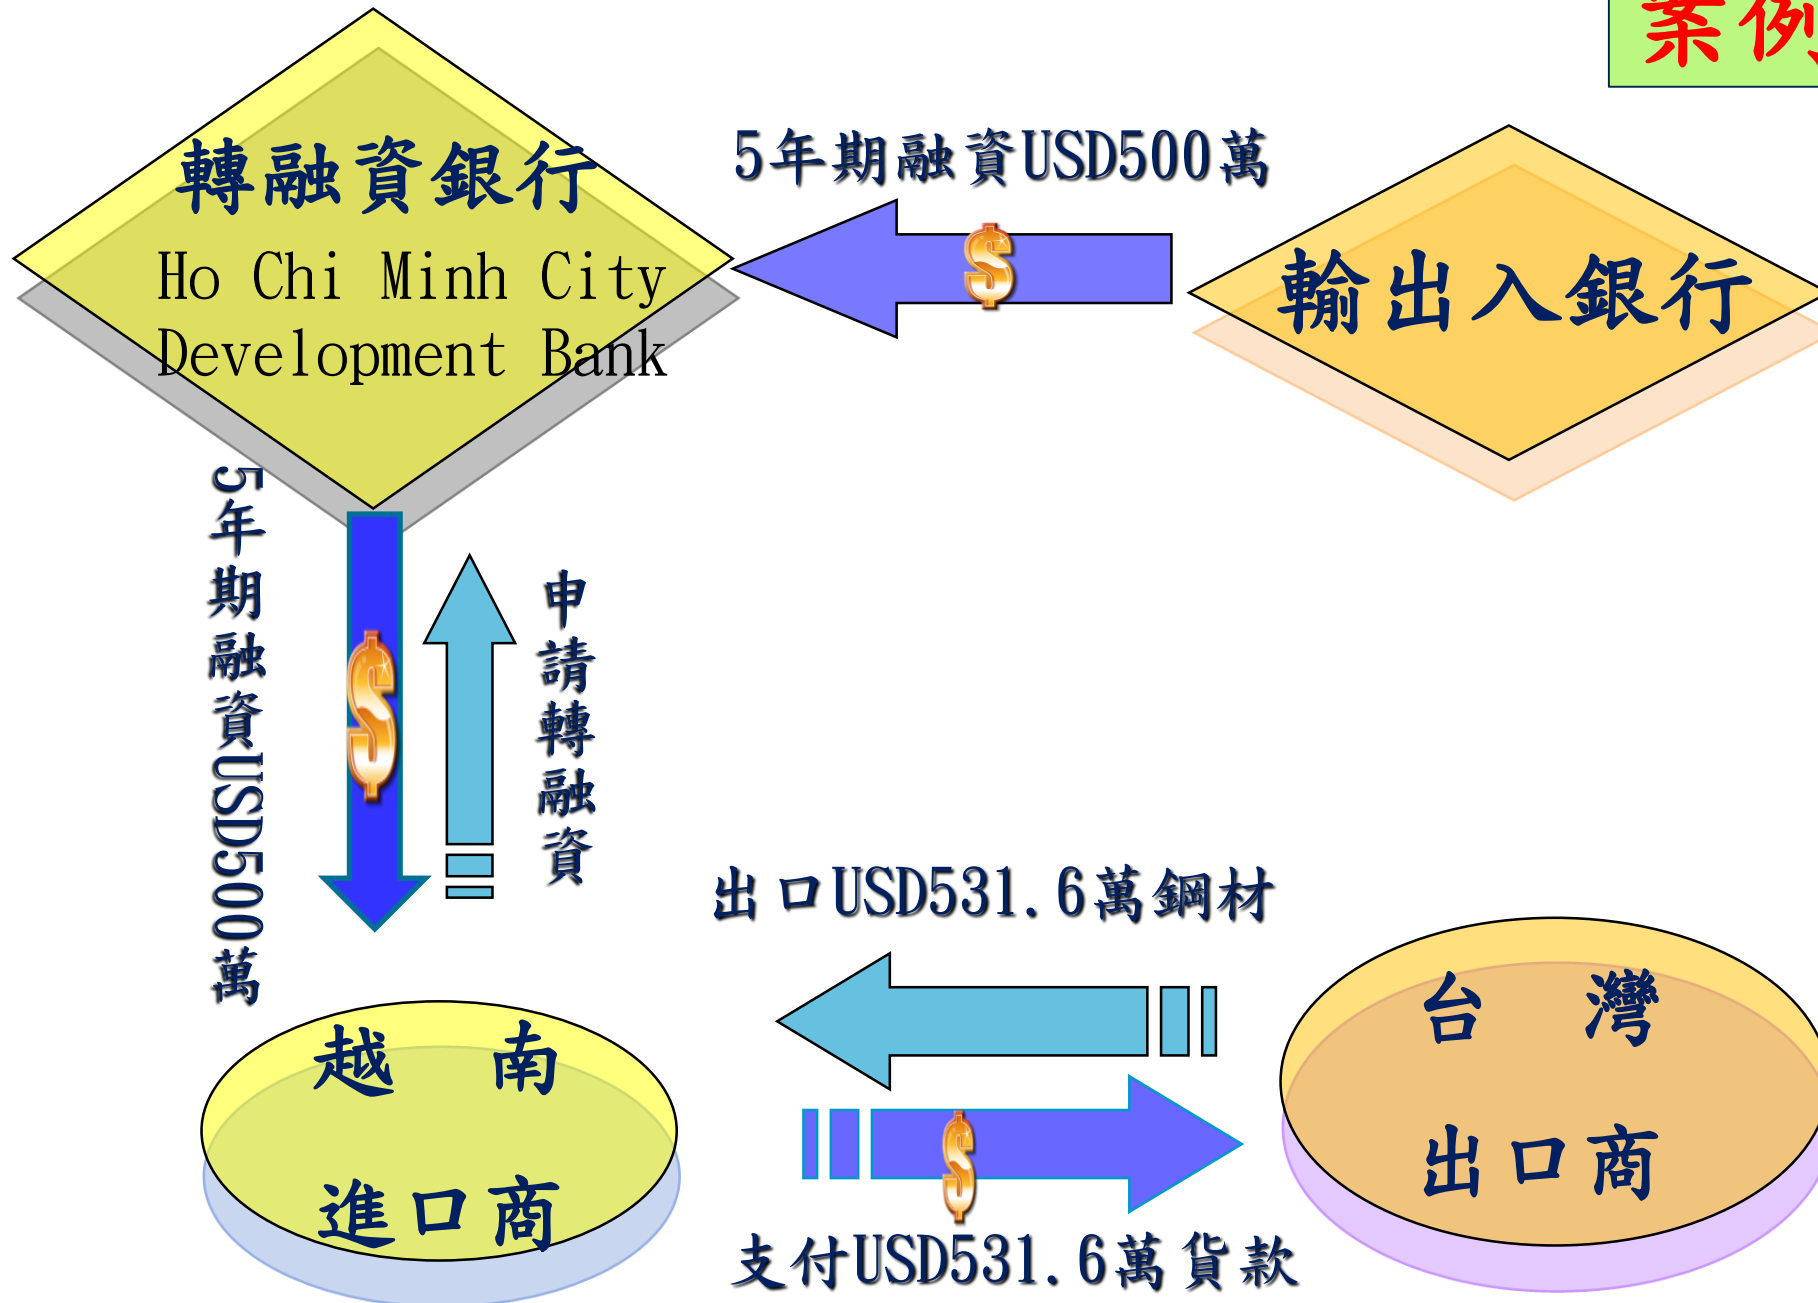 案例
轉融資銀行
Ho Chi Minh City
Development Bank
5年期融資USD500萬
輸出入銀行
5年期融資USD500萬
申請轉融資
出口USD531.6萬鋼材
越南
進口商
台灣
出口商
支付USD531.6萬貨款